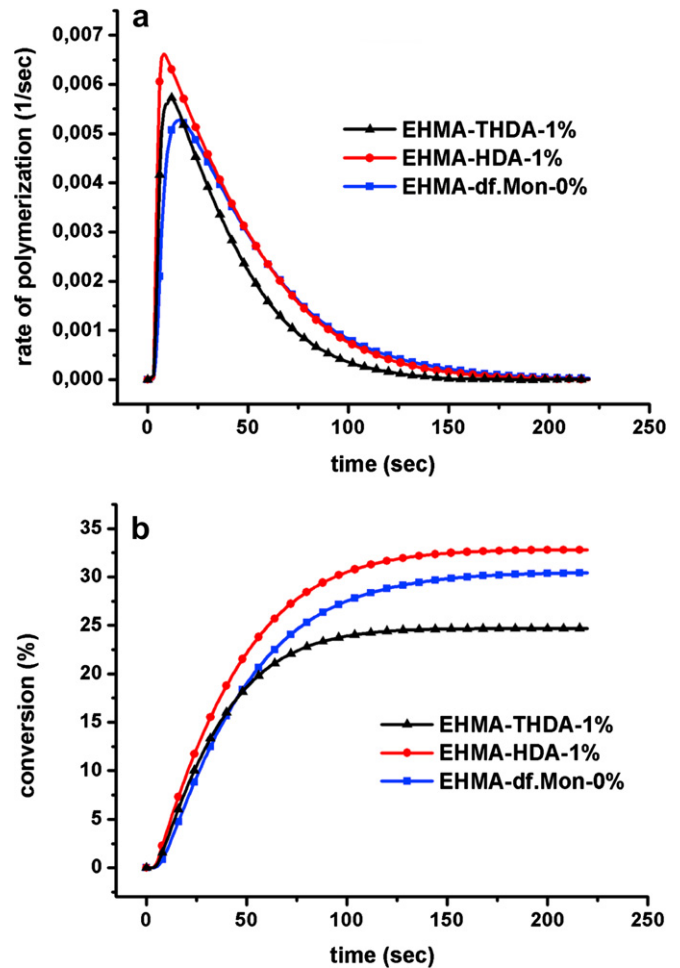 a
rate of polymerization (1/sec)
0,007
0,006
0,005
0,004
0,003
0,002
0,001
0,000
EHMA-THDA-1%
EHMA-HDA-1%
EHMA-df.Mon-0%
0 50 100 150 200 250
time (sec)
b
conversion (%)
35
30
25
20
15
10
5
0
EHMA-THDA-1%
EHMA-HDA-1%
EHMA-df.Mon-0%
0 50 100 150 200 250
time (sec)